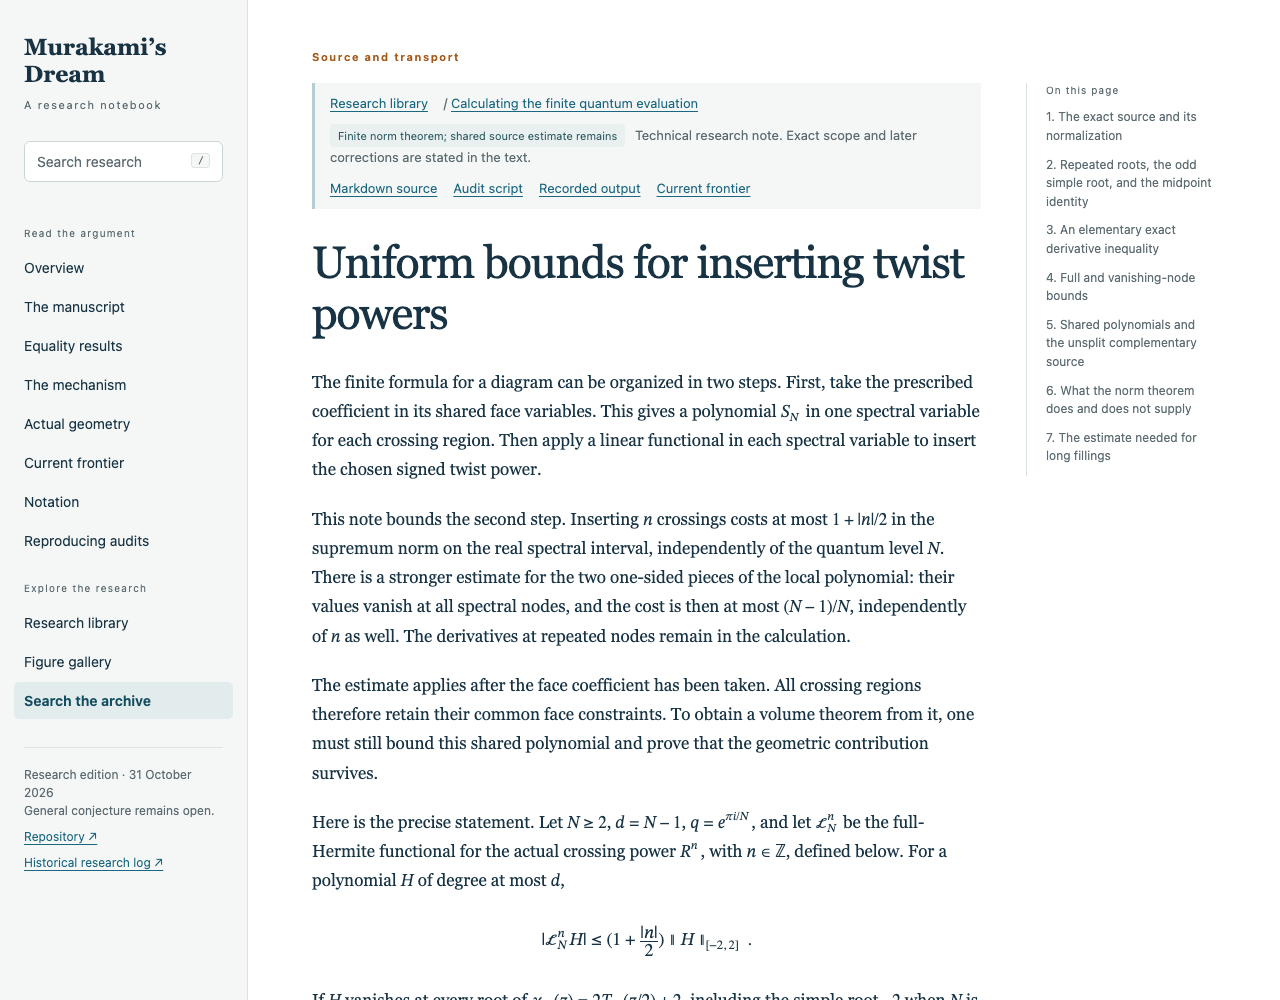 Murakami’s
Dream
A research notebook
Search research /
Read the argument
Overview
The manuscript
Equality results
The mechanism
Actual geometry
Current frontier
Notation
Reproducing audits
Explore the research
Research library
Figure gallery
Search the archive
Research edition · 31 October
2026
General conjecture remains open.
Repository ↗
Historical research log ↗
Source and transport
Research library / Calculating the finite quantum evaluation
Finite norm theorem; shared source estimate remains Technical research note. Exact scope and later
corrections are stated in the text.
Markdown source Audit script Recorded output Current frontier
Uniform bounds for inserting twist
powers
The finite formula for a diagram can be organized in two steps. First, take the prescribed
coefficient in its shared face variables. This gives a polynomial S_N in one spectral variable
for each crossing region. Then apply a linear functional in each spectral variable to insert
the chosen signed twist power.
This note bounds the second step. Inserting n crossings costs at most 1 + |n|/2 in the
supremum norm on the real spectral interval, independently of the quantum level N.
There is a stronger estimate for the two one-sided pieces of the local polynomial: their
values vanish at all spectral nodes, and the cost is then at most (N – 1)/N, independently
of n as well. The derivatives at repeated nodes remain in the calculation.
The estimate applies after the face coefficient has been taken. All crossing regions
therefore retain their common face constraints. To obtain a volume theorem from it, one
must still bound this shared polynomial and prove that the geometric contribution
survives.
Here is the precise statement. Let N ≥ 2, d = N – 1, q = e^{πi/N}, and let ℒ_N^n be the full-
Hermite functional for the actual crossing power R^n, with n ∈ ℤ, defined below. For a
polynomial H of degree at most d,
|ℒ_N^n H| ≤ (1 + |n|/2) ‖ H ‖_{[−2,2]} .
On this page
1. The exact source and its
normalization
2. Repeated roots, the odd
simple root, and the midpoint
identity
3. An elementary exact
derivative inequality
4. Full and vanishing-node
bounds
5. Shared polynomials and
the unsplit complementary
source
6. What the norm theorem
does and does not supply
7. The estimate needed for
long fillings